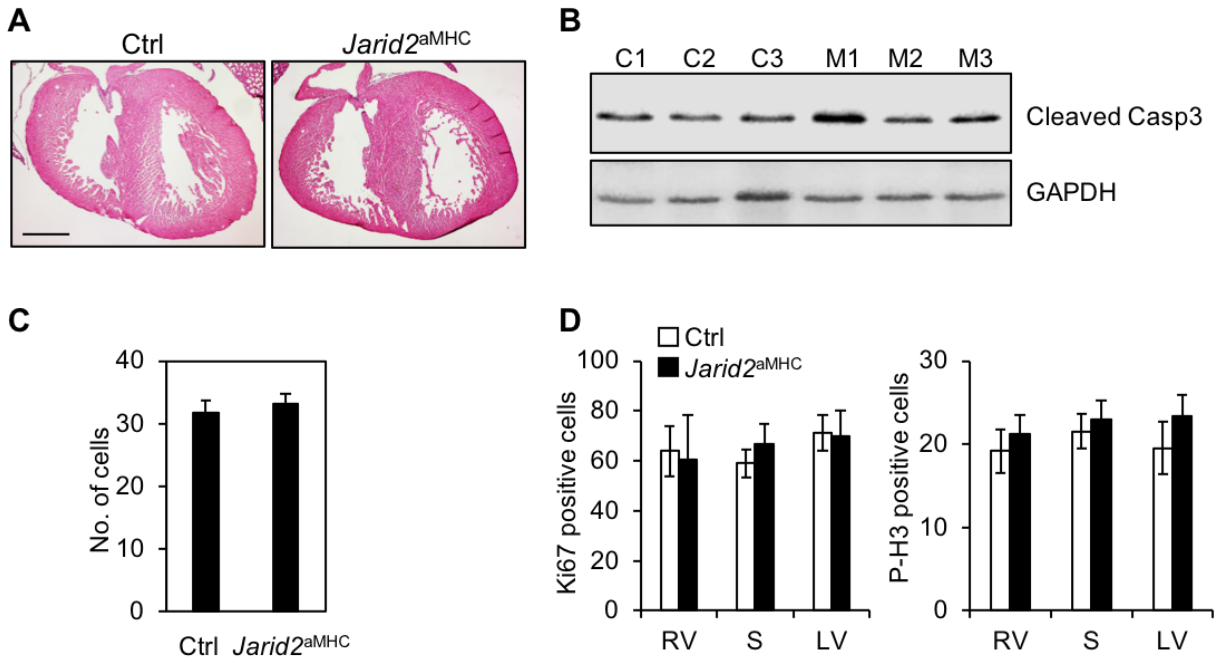 A
Ctrl
Jarid2aMHC
B
C1 C2 C3 M1 M2 M3
Cleaved Casp3
GAPDH
C
No. of cells
40
30
20
10
0
Ctrl Jarid2aMHC
D
Ctrl
Jarid2aMHC
Ki67 positive cells
100
80
60
40
20
0
RV S LV
P-H3 positive cells
30
20
10
0
RV S LV